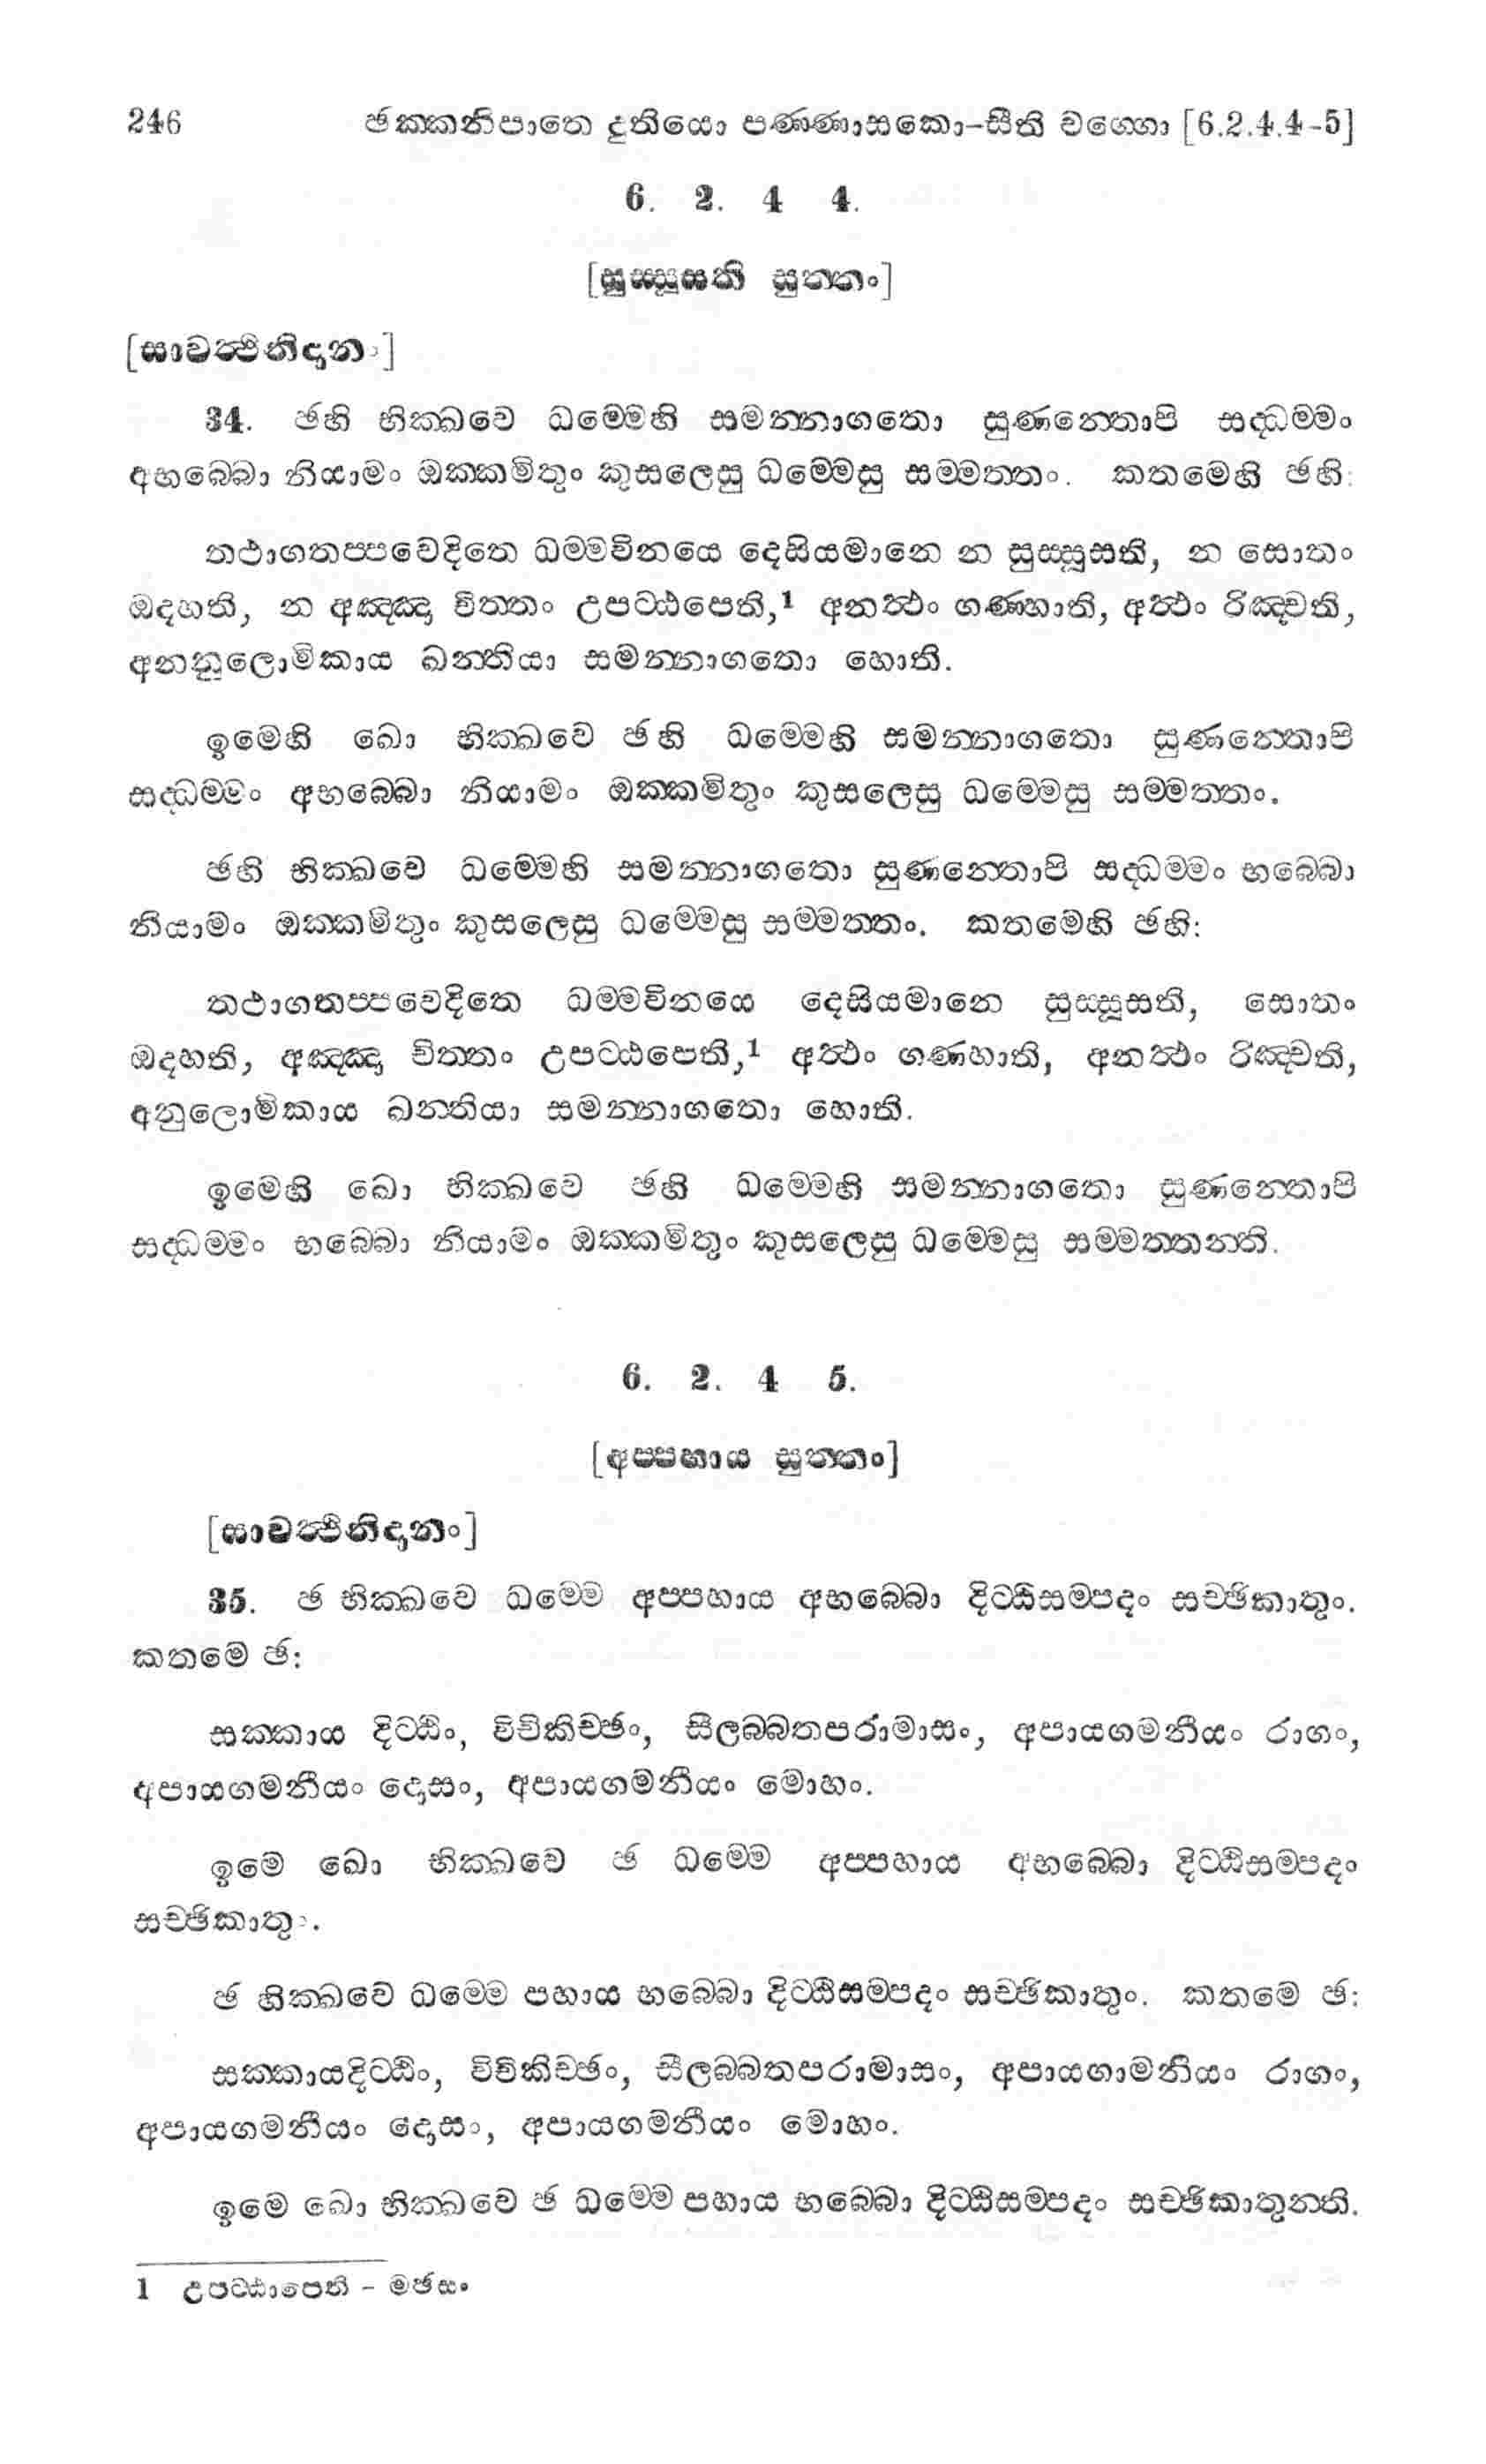 246 ඡක්කනිපාතෙ දුතියො පණ්ණාසකො-සීති වග්ගො [6.2.4.4-5]
6. 2. 4 4.
[සුස්සූසති සුත්තං]
[සාවත්ථිනිදානං]
34. ඡහි භික්ඛවෙ ධම්මෙහි සමන්නාගතො සුණන්තොපි සද්ධම්මං
අභබ්බො නියාමං ඔක්කමිතුං කුසලෙසු ධම්මෙසු සම්මත්තං. කතමෙහි ඡහි:
තථාගතප්පවෙදිතෙ ධම්මවිනයෙ දෙසියමානෙ න සුස්සූසති, න සොතං
ඔදහති, න අඤ්ඤා චිත්තං උපට්ඨපෙති,1 අනත්ථං ගණ්හාති, අත්ථං රිඤ්චති,
අනනුලොමිකාය ඛන්තියා සමන්නාගතො හොති.
ඉමෙහි ඛො භික්ඛවෙ ඡහි ධම්මෙහි සමන්නාගතො සුණන්තොපි
සද්ධම්මං අභබ්බො නියාමං ඔක්කමිතුං කුසලෙසු ධම්මෙසු සම්මත්තං.
ඡහි භික්ඛවෙ ධම්මෙහි සමන්නාගතො සුණන්තොපි සද්ධම්මං භබ්බො
නියාමං ඔක්කමිතුං කුසලෙසු ධම්මෙසු සම්මත්තං. කතමෙහි ඡහි:
තථාගතප්පවෙදිතෙ ධම්මවිනයෙ දෙසියමානෙ සුස්සූසති, සොතං
ඔදහති, අඤ්ඤා චිත්තං උපට්ඨපෙති,1 අත්ථං ගණ්හාති, අනත්ථං රිඤ්චති,
අනුලොමිකාය ඛන්තියා සමන්නාගතො හොති.
ඉමෙහි ඛො භික්ඛවෙ ඡහි ධම්මෙහි සමන්නාගතො සුණන්තොපි
සද්ධම්මං භබ්බො නියාමං ඔක්කමිතුං කුසලෙසු ධම්මෙසු සම්මත්තන්ති.
6. 2. 4 5.
[අප්පහාය සුත්තං]
[සාවත්ථිනිදානං]
35. ඡ භික්ඛවෙ ධම්මෙ අප්පහාය අභබ්බො දිට්ඨිසම්පදං සච්ඡිකාතුං.
කතමෙ ඡ:
සක්කාය දිට්ඨිං, විචිකිච්ඡං, සීලබ්බතපරාමාසං, අපායගමනීයං රාගං,
අපායගමනීයං දොසං, අපායගමනීයං මොහං.
ඉමෙ ඛො භික්ඛවෙ ඡ ධම්මෙ අප්පහාය අභබ්බො දිට්ඨිසම්පදං
සච්ඡිකාතුං.
ඡ භික්ඛවේ ධම්මෙ පහාය භබ්බො දිට්ඨිසම්පදං සච්ඡිකාතුං. කතමෙ ඡ:
සක්කායදිට්ඨිං, විචිකිච්ඡං, සීලබ්බතපරාමාසං, අපායගාමනීයං රාගං,
අපායගමනීයං දොසං, අපායගමනීයං මොහං.
ඉමෙ ඛො භික්ඛවෙ ඡ ධම්මෙ පහාය භබ්බො දිට්ඨිසම්පදං සච්ඡිකාතුන්ති.
1 උපට්ඨාපෙති - මඡසං